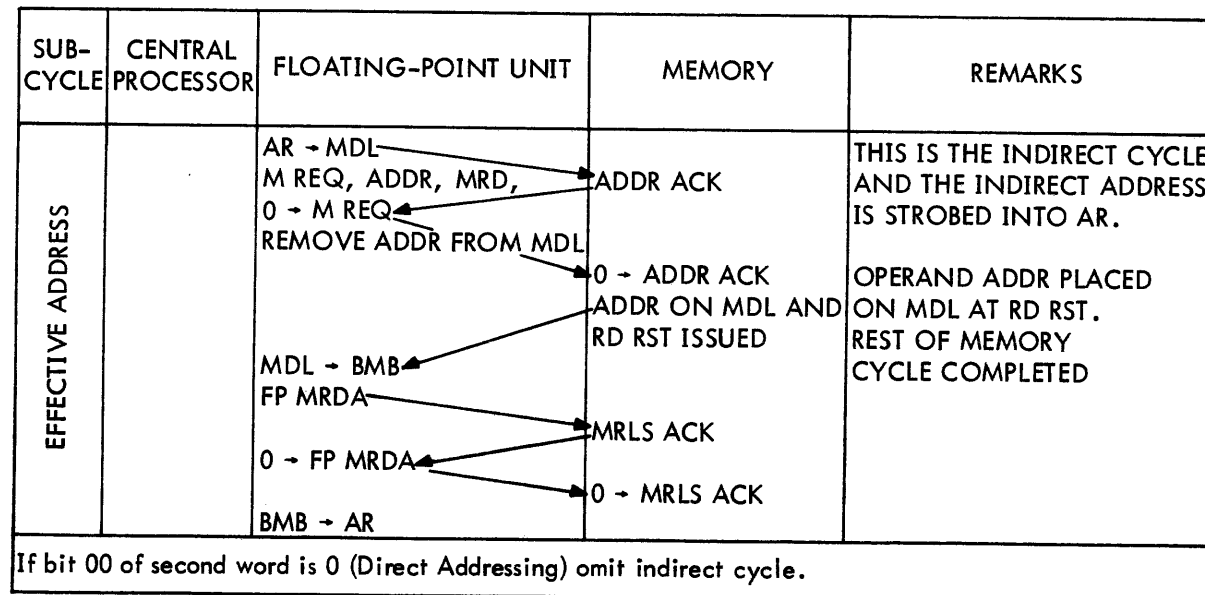 SUB-
CYCLE
CENTRAL
PROCESSOR
FLOATING-POINT UNIT
MEMORY
REMARKS
EFFECTIVE ADDRESS
AR → MDL
M REQ, ADDR, MRD,
0 → M REQ
REMOVE ADDR FROM MDL
MDL → BMB
FP MRDA
0 → FP MRDA
BMB → AR
ADDR ACK
0 → ADDR ACK
ADDR ON MDL AND
RD RST ISSUED
MRLS ACK
0 → MRLS ACK
THIS IS THE INDIRECT CYCLE
AND THE INDIRECT ADDRESS
IS STROBED INTO AR.
OPERAND ADDR PLACED
ON MDL AT RD RST.
REST OF MEMORY
CYCLE COMPLETED
If bit 00 of second word is 0 (Direct Addressing) omit indirect cycle.